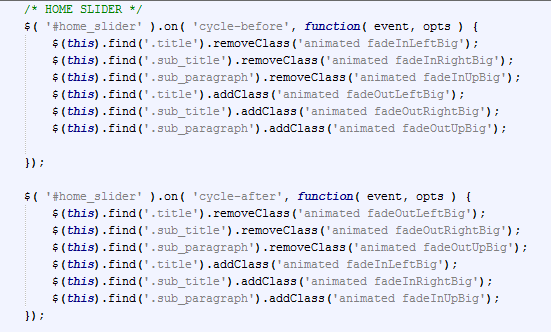 /* HOME SLIDER */
$( '#home_slider' ).on( 'cycle-before', function( event, opts ) {
    $(this).find('.title').removeClass('animated fadeInLeftBig');
    $(this).find('.sub_title').removeClass('animated fadeInRightBig');
    $(this).find('.sub_paragraph').removeClass('animated fadeInUpBig');
    $(this).find('.title').addClass('animated fadeOutLeftBig');
    $(this).find('.sub_title').addClass('animated fadeOutRightBig');
    $(this).find('.sub_paragraph').addClass('animated fadeOutUpBig');

});

$( '#home_slider' ).on( 'cycle-after', function( event, opts ) {
    $(this).find('.title').removeClass('animated fadeOutLeftBig');
    $(this).find('.sub_title').removeClass('animated fadeOutRightBig');
    $(this).find('.sub_paragraph').removeClass('animated fadeOutUpBig');
    $(this).find('.title').addClass('animated fadeInLeftBig');
    $(this).find('.sub_title').addClass('animated fadeInRightBig');
    $(this).find('.sub_paragraph').addClass('animated fadeInUpBig');
});